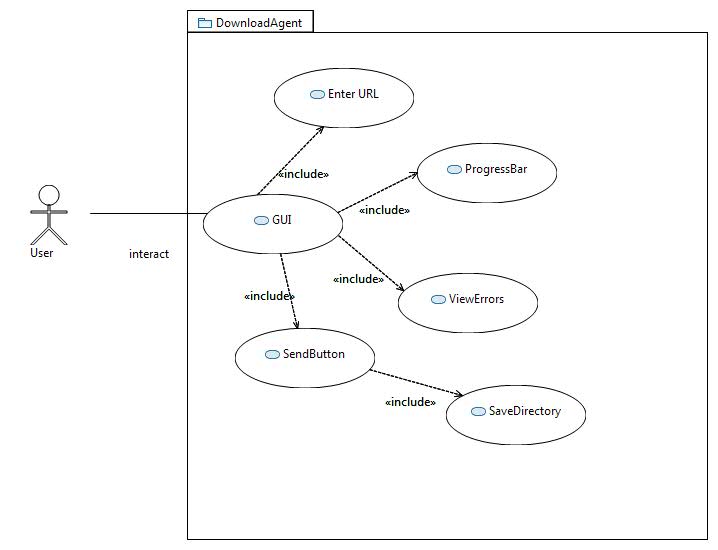 DownloadAgent
Enter URL
«include»
ProgressBar
«include»
GUI
User
interact
«include»
ViewErrors
«include»
SendButton
«include»
SaveDirectory